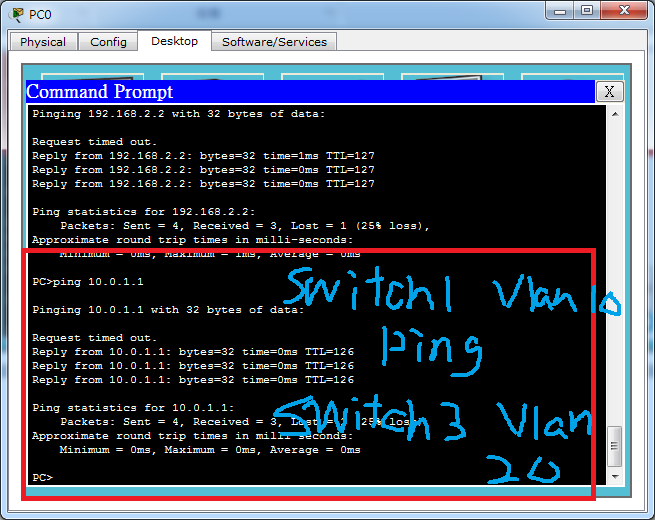 PC0
Physical Config Desktop Software/Services
Command Prompt X
Pinging 192.168.2.2 with 32 bytes of data:
Request timed out.
Reply from 192.168.2.2: bytes=32 time=1ms TTL=127
Reply from 192.168.2.2: bytes=32 time=0ms TTL=127
Reply from 192.168.2.2: bytes=32 time=0ms TTL=127
Ping statistics for 192.168.2.2:
Packets: Sent = 4, Received = 3, Lost = 1 (25% loss),
Approximate round trip times in milli-seconds:
Minimum = 0ms, Maximum = 1ms, Average = 0ms
PC>ping 10.0.1.1
Pinging 10.0.1.1 with 32 bytes of data:
Request timed out.
Reply from 10.0.1.1: bytes=32 time=0ms TTL=126
Reply from 10.0.1.1: bytes=32 time=0ms TTL=126
Reply from 10.0.1.1: bytes=32 time=0ms TTL=126
Ping statistics for 10.0.1.1:
Packets: Sent = 4, Received = 3, Lost = 1 (25% loss),
Approximate round trip times in milli-seconds:
Minimum = 0ms, Maximum = 0ms, Average = 0ms
PC>
Switch1 Vlan 10
Ping
Switch3 Vlan
20